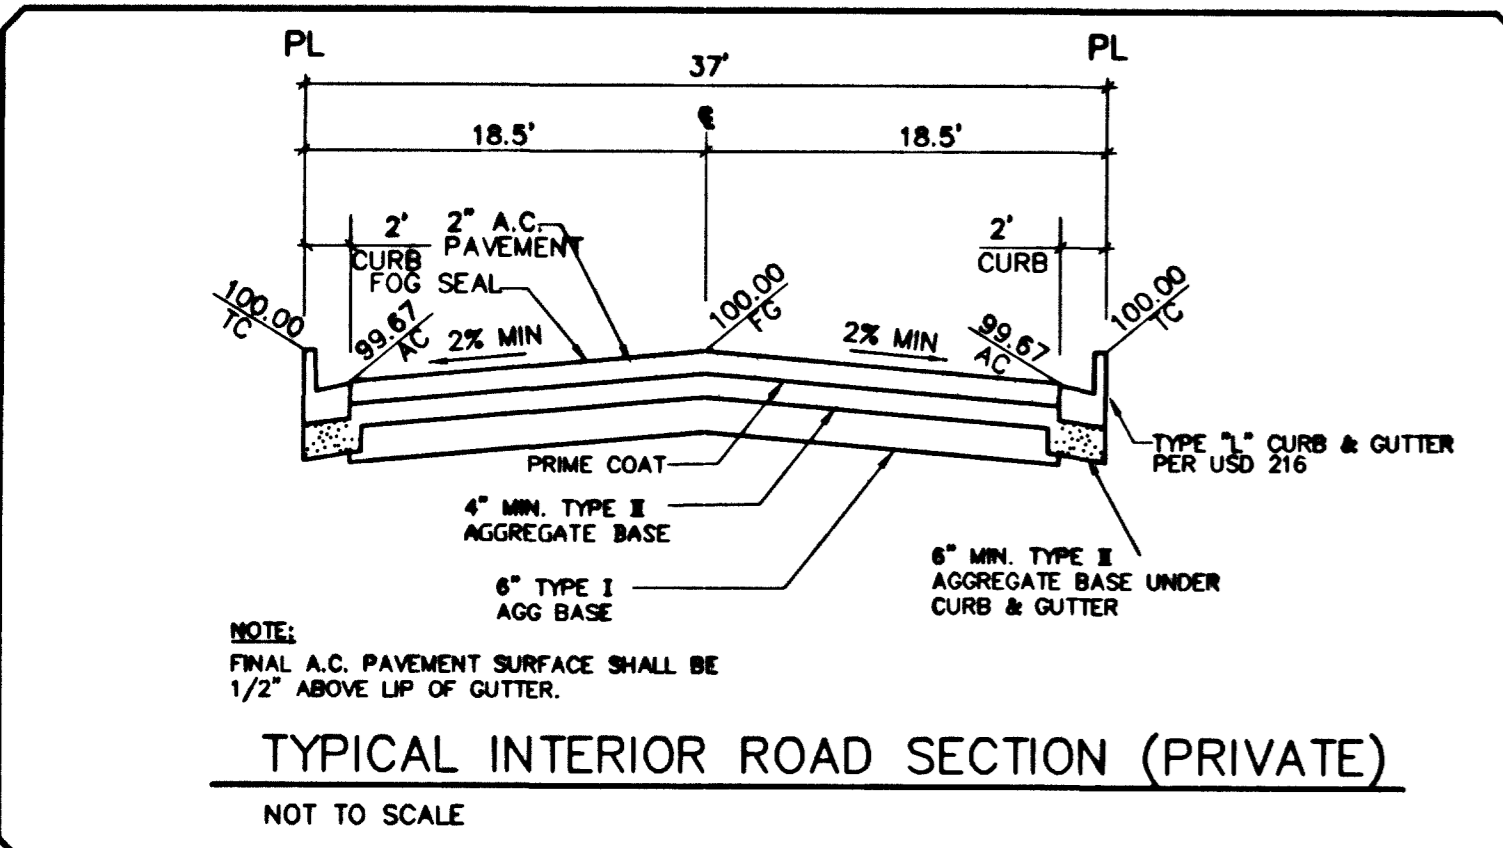 PL
PL
37'
℄
18.5'
18.5'
2'
CURB
2" A.C.
PAVEMENT
FOG SEAL
2'
CURB
100.00
TC
99.67
AC
2% MIN
100.00
FG
2% MIN
99.67
AC
100.00
TC
PRIME COAT
TYPE "L" CURB & GUTTER
PER USD 216
4" MIN. TYPE II
AGGREGATE BASE
6" MIN. TYPE II
AGGREGATE BASE UNDER
CURB & GUTTER
6" TYPE I
AGG BASE
NOTE:
FINAL A.C. PAVEMENT SURFACE SHALL BE
1/2" ABOVE LIP OF GUTTER.
TYPICAL INTERIOR ROAD SECTION (PRIVATE)
NOT TO SCALE